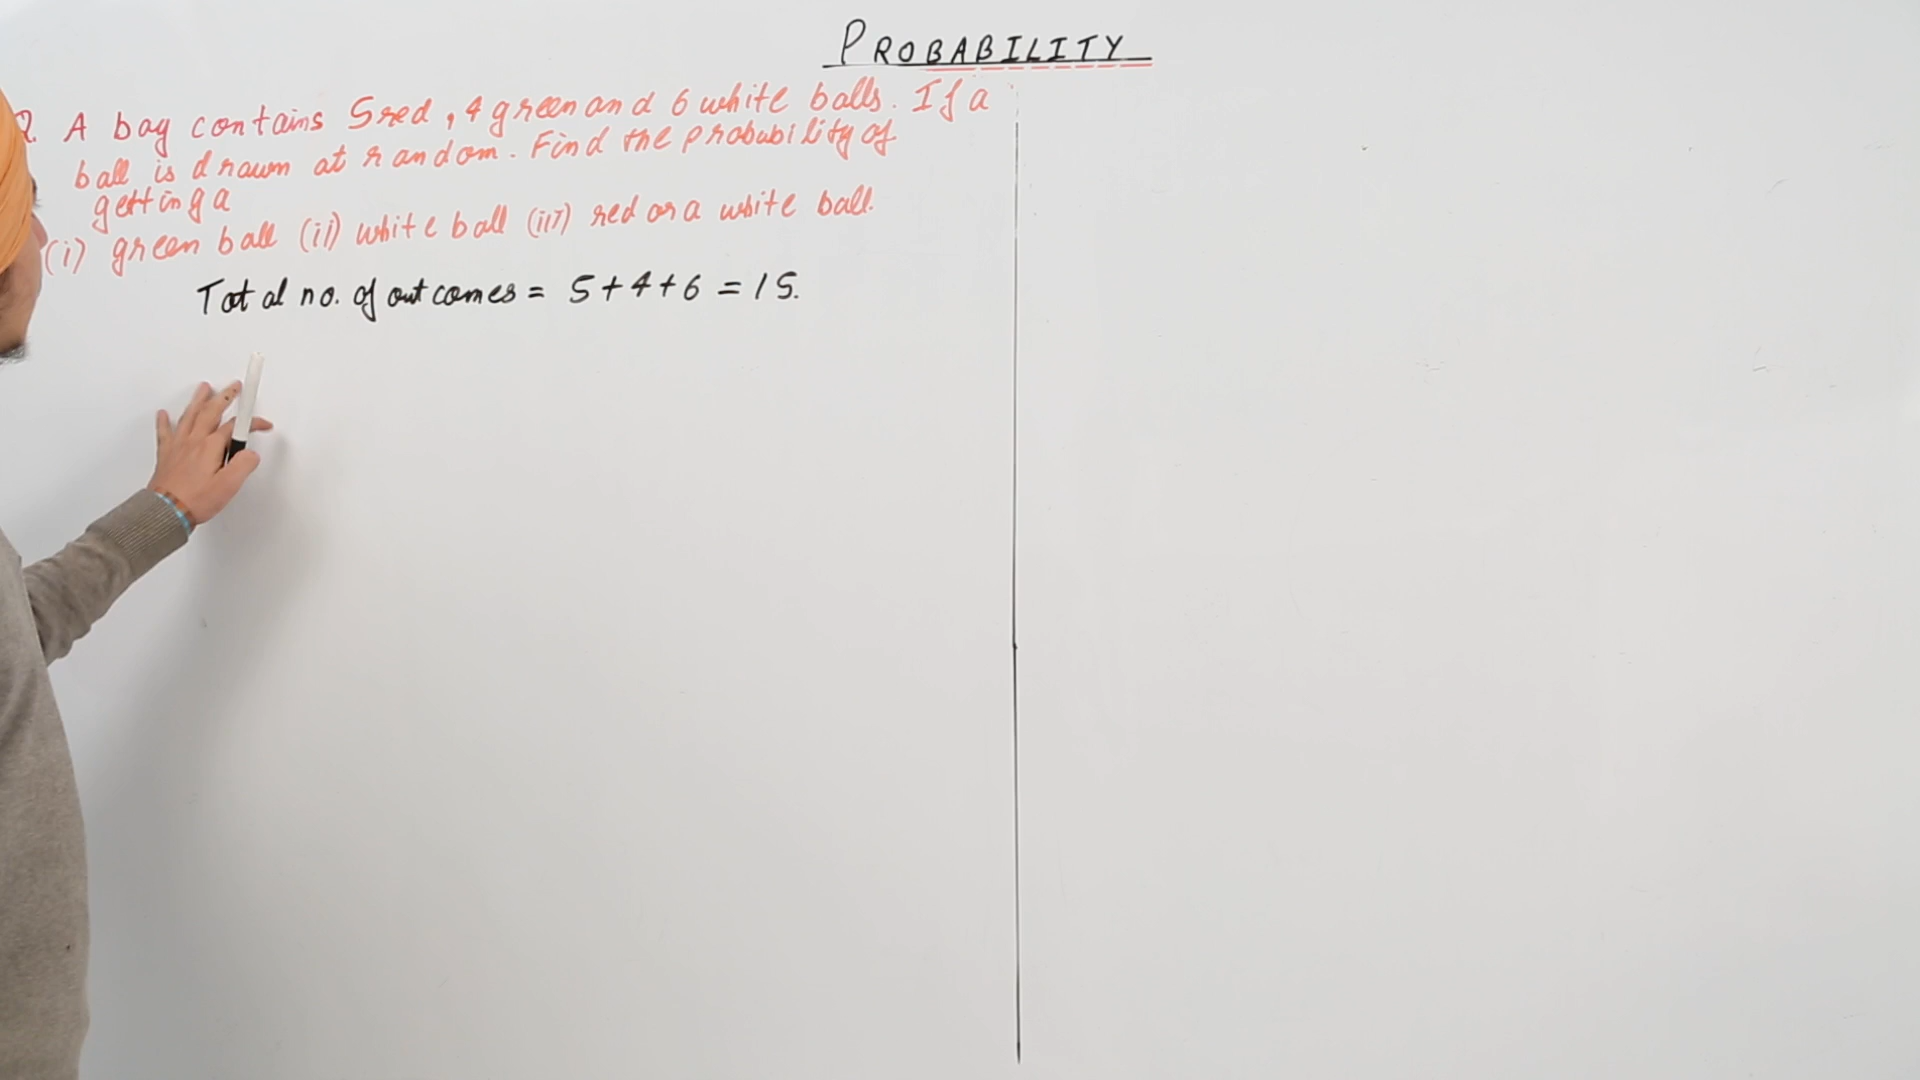 PROBABILITY
Q. A bag contains 5 red, 4 green and 6 white balls. If a
ball is drawn at random. Find the probability of
getting a
(i) green ball (ii) white ball (iii) red or a white ball.
Total no. of outcomes = 5+4+6 = 15.